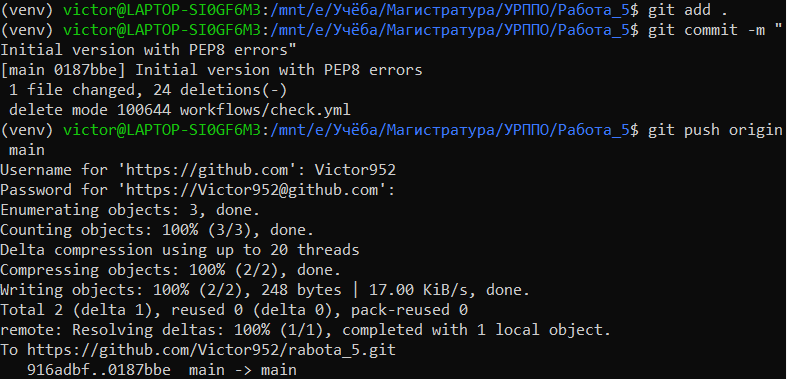 (venv) victor@LAPTOP-SI0GF6M3:/mnt/e/Учёба/Магистратура/УРППО/Работа_5$ git add .
(venv) victor@LAPTOP-SI0GF6M3:/mnt/e/Учёба/Магистратура/УРППО/Работа_5$ git commit -m "
Initial version with PEP8 errors"
[main 0187bbe] Initial version with PEP8 errors
 1 file changed, 24 deletions(-)
 delete mode 100644 workflows/check.yml
(venv) victor@LAPTOP-SI0GF6M3:/mnt/e/Учёба/Магистратура/УРППО/Работа_5$ git push origin
 main
Username for 'https://github.com': Victor952
Password for 'https://Victor952@github.com':
Enumerating objects: 3, done.
Counting objects: 100% (3/3), done.
Delta compression using up to 20 threads
Compressing objects: 100% (2/2), done.
Writing objects: 100% (2/2), 248 bytes | 17.00 KiB/s, done.
Total 2 (delta 1), reused 0 (delta 0), pack-reused 0
remote: Resolving deltas: 100% (1/1), completed with 1 local object.
To https://github.com/Victor952/rabota_5.git
   916adbf..0187bbe  main -> main